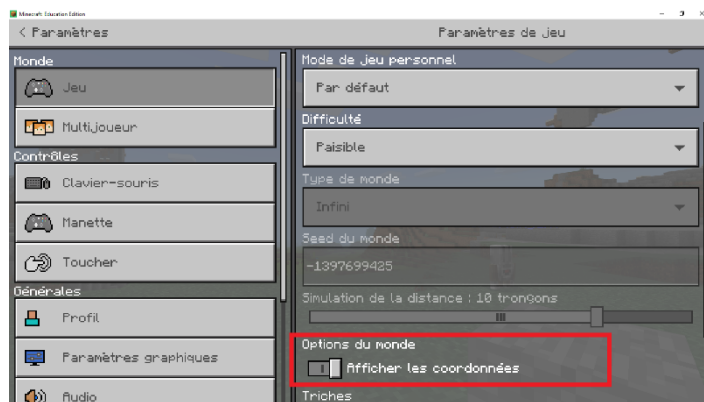 Minecraft: Education Edition
< Paramètres
Paramètres de jeu
Monde
Jeu
Multijoueur
Contrôles
Clavier-souris
Manette
Toucher
Générales
Profil
Paramètres graphiques
Audio
Mode de jeu personnel
Par défaut
Difficulté
Paisible
Type de monde
Infini
Seed du monde
-1397699425
Simulation de la distance : 10 trongons
Options du monde
Afficher les coordonnées
Triches